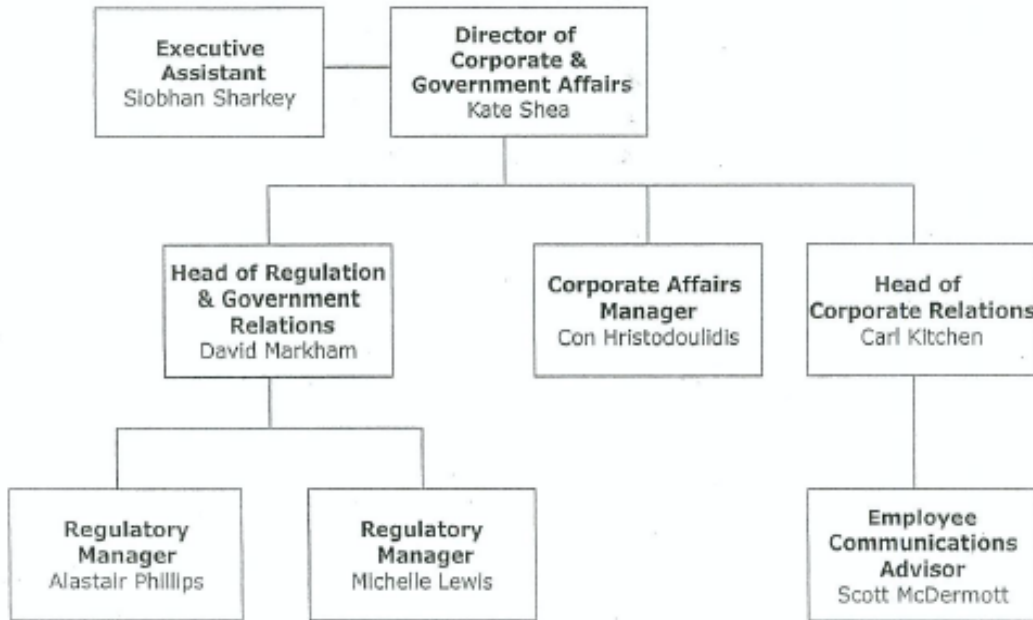 Executive
Assistant
Siobhan Sharkey
Director of
Corporate &
Government Affairs
Kate Shea
Head of Regulation
& Government
Relations
David Markham
Corporate Affairs
Manager
Con Hristodoulidis
Head of
Corporate Relations
Carl Kitchen
Regulatory
Manager
Alastair Phillips
Regulatory
Manager
Michelle Lewis
Employee
Communications
Advisor
Scott McDermott